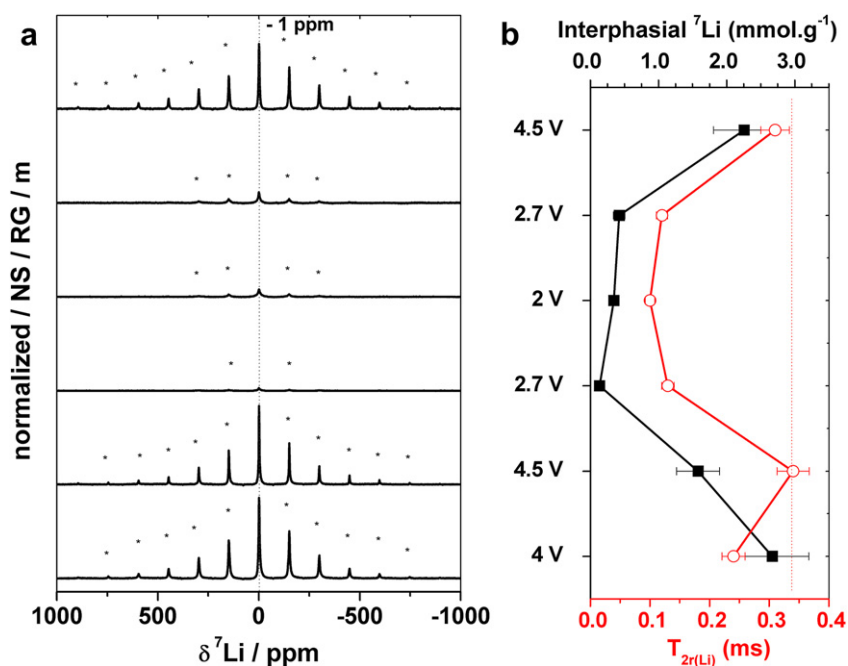 a
- 1 ppm
* * * * * * * * * * *
* * * *
* * * *
* *
* * * * * * * * * *
* * * * * * * * * *
normalized / NS / RG / m
1000 500 0 -500 -1000
δ ⁷Li / ppm
b
Interphasial ⁷Li (mmol.g⁻¹)
0.0 1.0 2.0 3.0
4.5 V
2.7 V
2 V
2.7 V
4.5 V
4 V
0.0 0.1 0.2 0.3 0.4
T2r(Li) (ms)